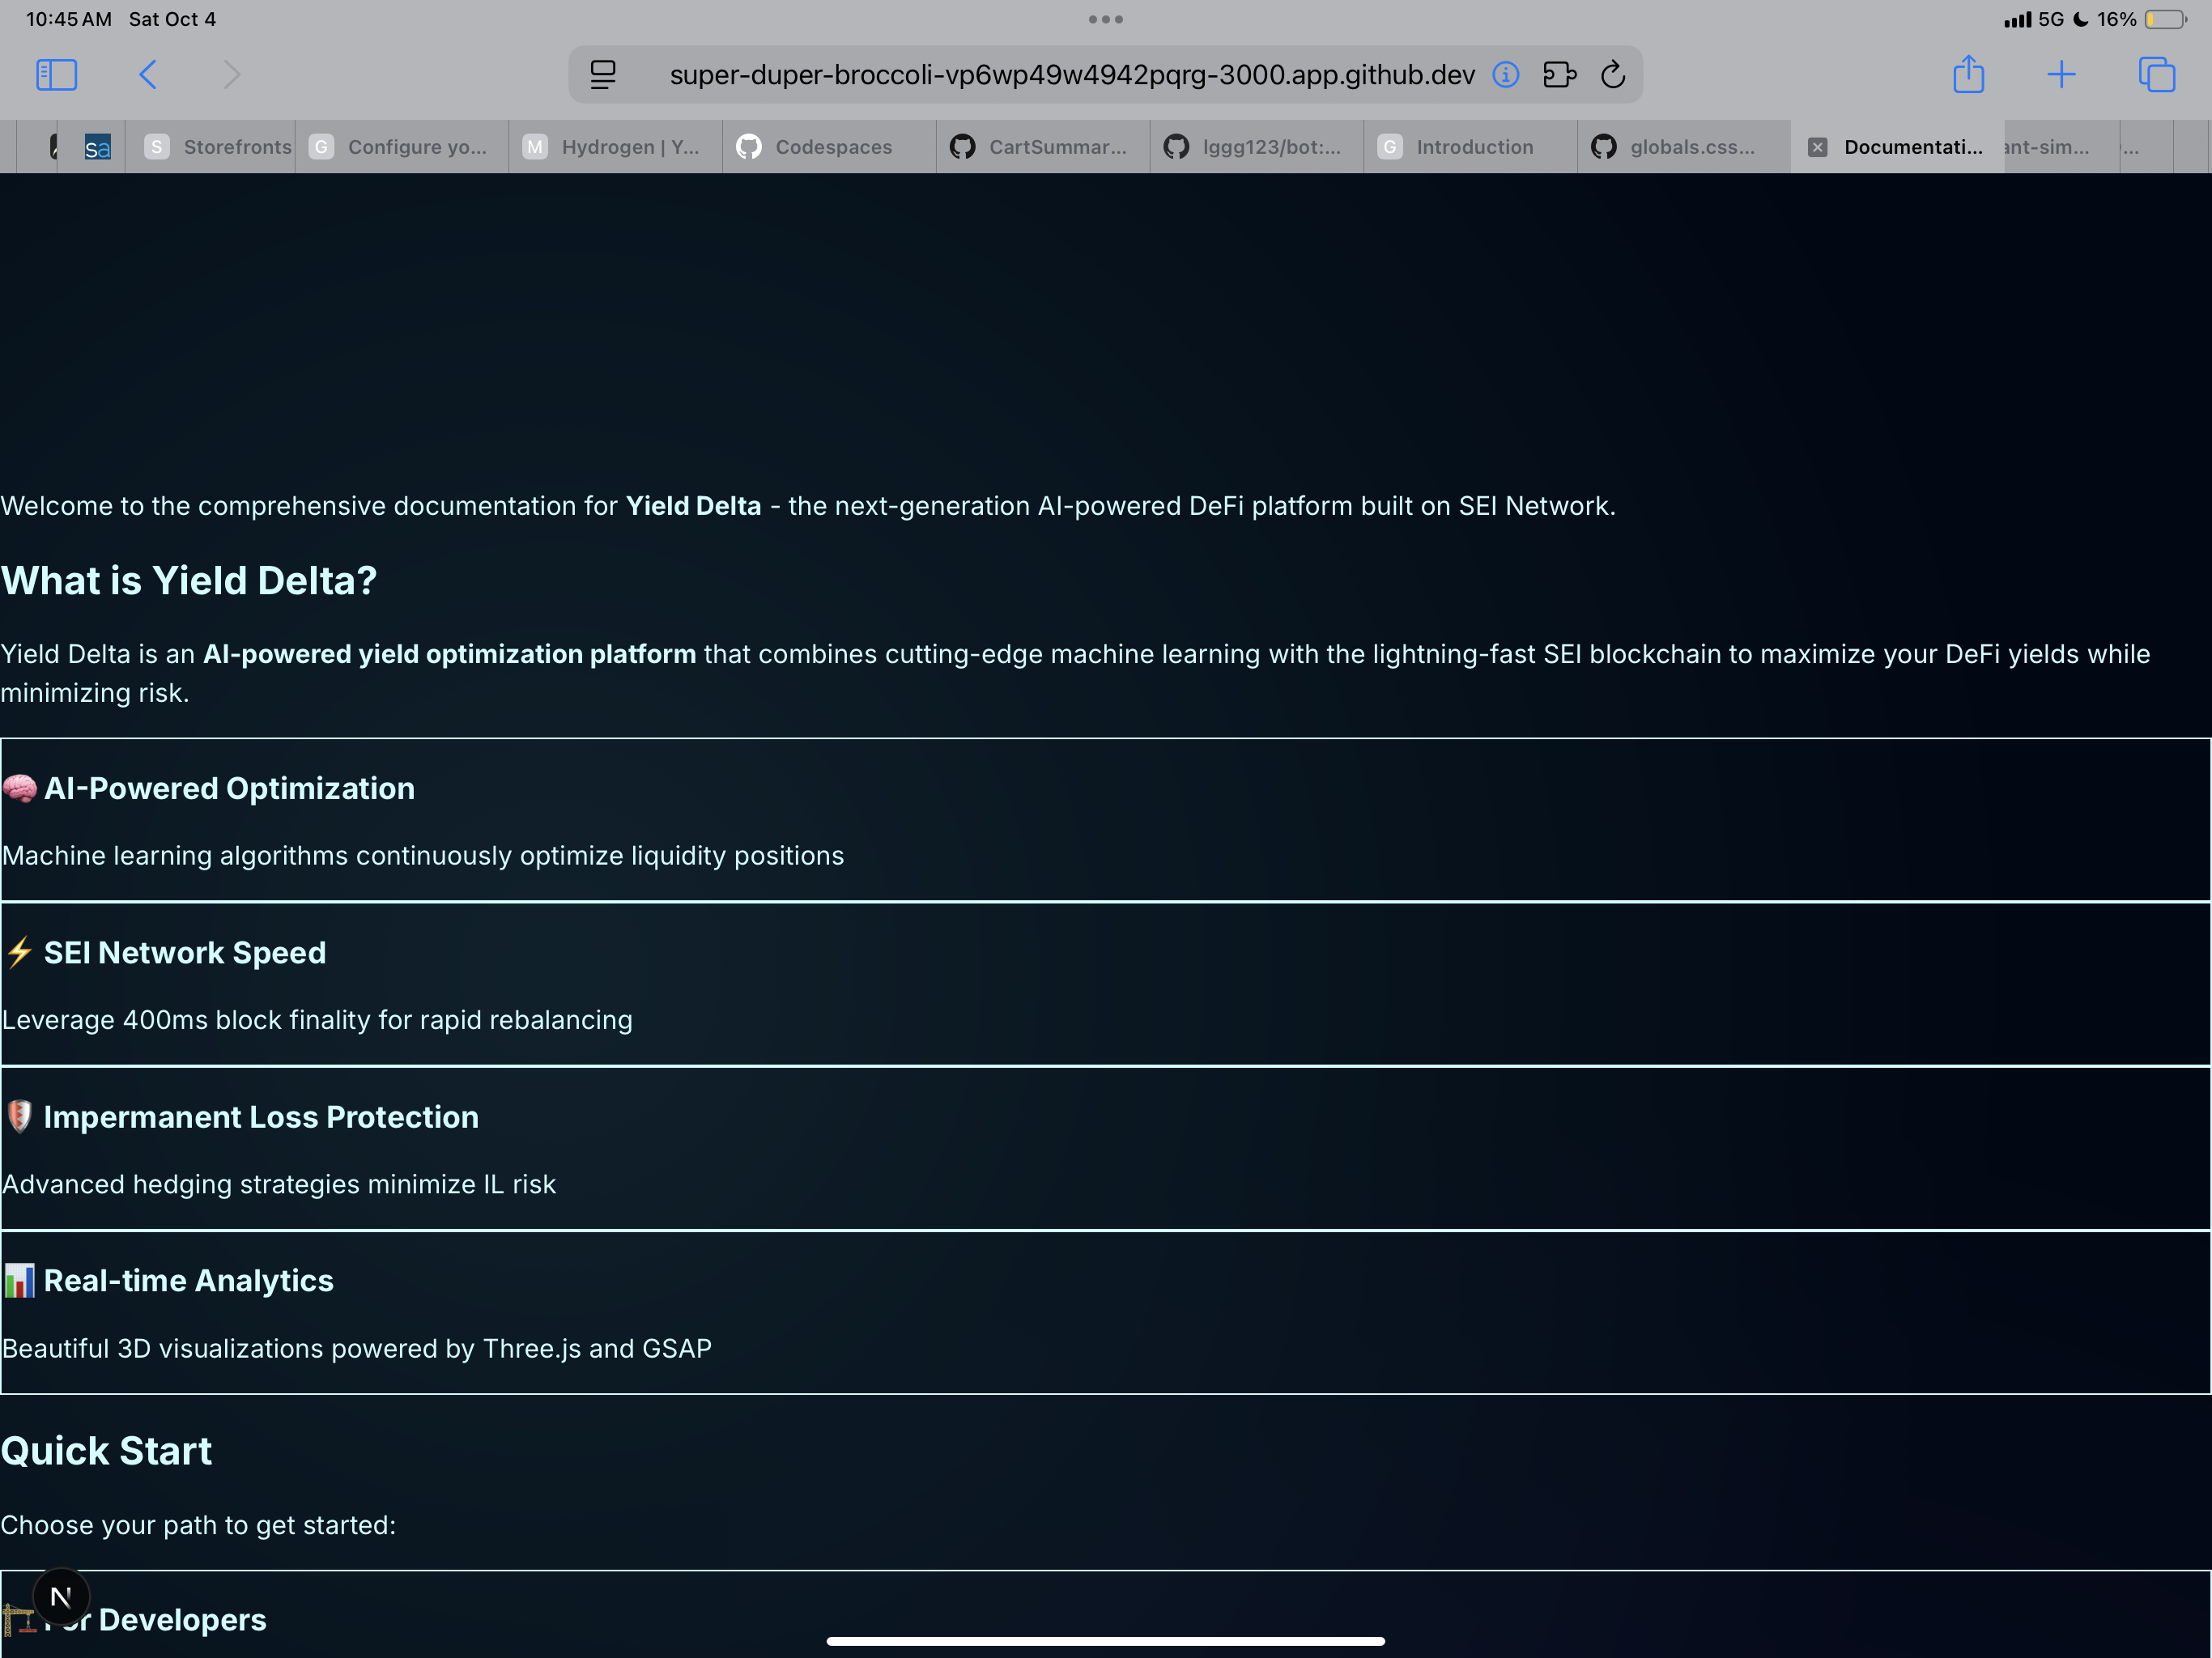 10:45 AM Sat Oct 4
5G 16%
super-duper-broccoli-vp6wp49w4942pqrg-3000.app.github.dev
sa
S Storefronts
G Configure yo...
M Hydrogen | Y...
Codespaces
CartSummar...
lggg123/bot:...
G Introduction
globals.css...
Documentati...
ant-sim...
...
Welcome to the comprehensive documentation for Yield Delta - the next-generation AI-powered DeFi platform built on SEI Network.
What is Yield Delta?
Yield Delta is an AI-powered yield optimization platform that combines cutting-edge machine learning with the lightning-fast SEI blockchain to maximize your DeFi yields while
minimizing risk.
🧠 AI-Powered Optimization
Machine learning algorithms continuously optimize liquidity positions
⚡ SEI Network Speed
Leverage 400ms block finality for rapid rebalancing
🛡️ Impermanent Loss Protection
Advanced hedging strategies minimize IL risk
📊 Real-time Analytics
Beautiful 3D visualizations powered by Three.js and GSAP
Quick Start
Choose your path to get started:
N
🏗️ For Developers